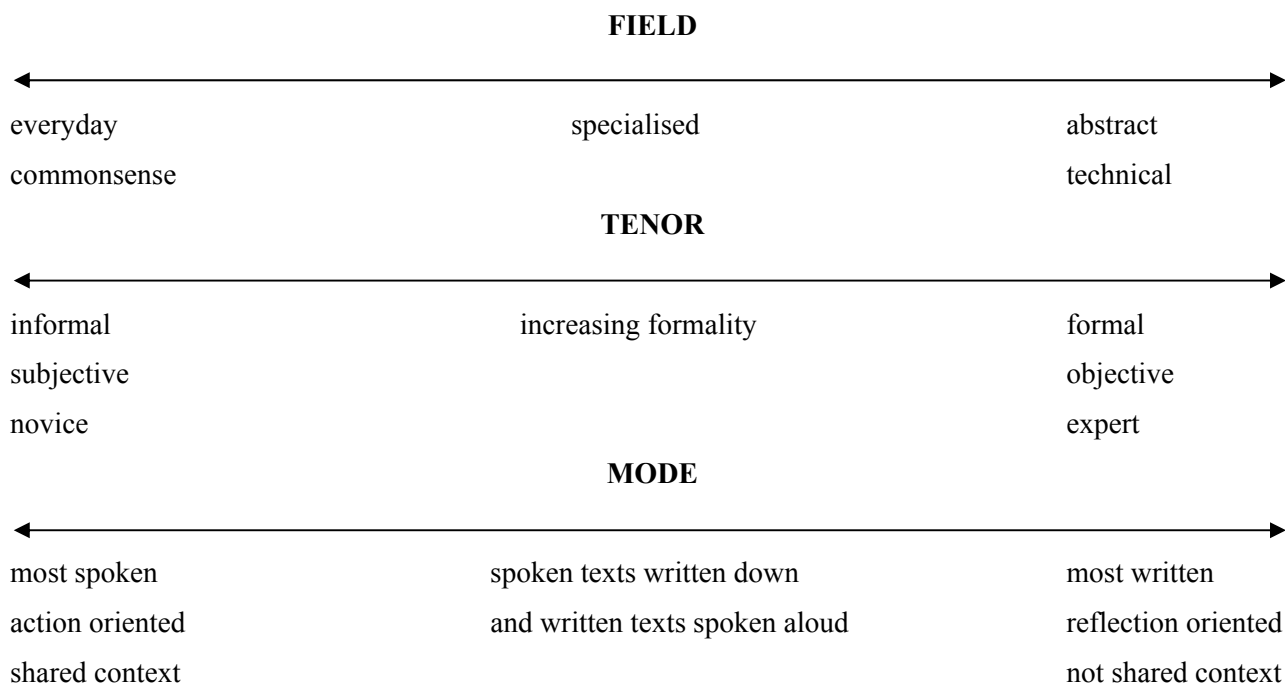 FIELD
everyday specialised abstract
commonsense technical
TENOR
informal increasing formality formal
subjective objective
novice expert
MODE
most spoken spoken texts written down most written
action oriented and written texts spoken aloud reflection oriented
shared context not shared context